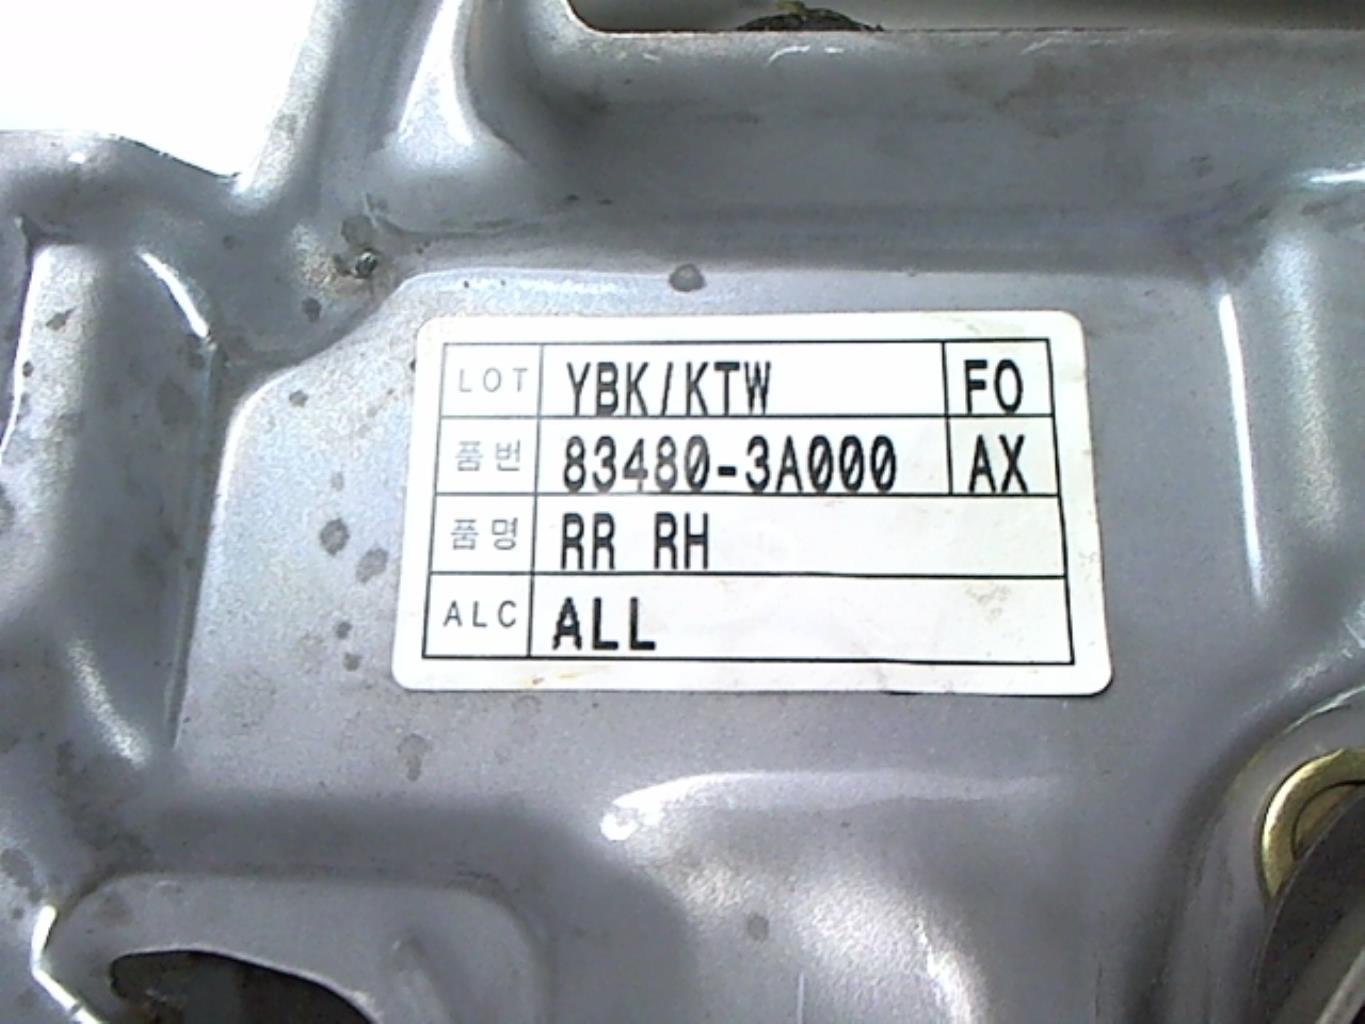 LOT YBK/KTW FO
품번 83480-3A000 AX
품명 RR RH
ALC ALL